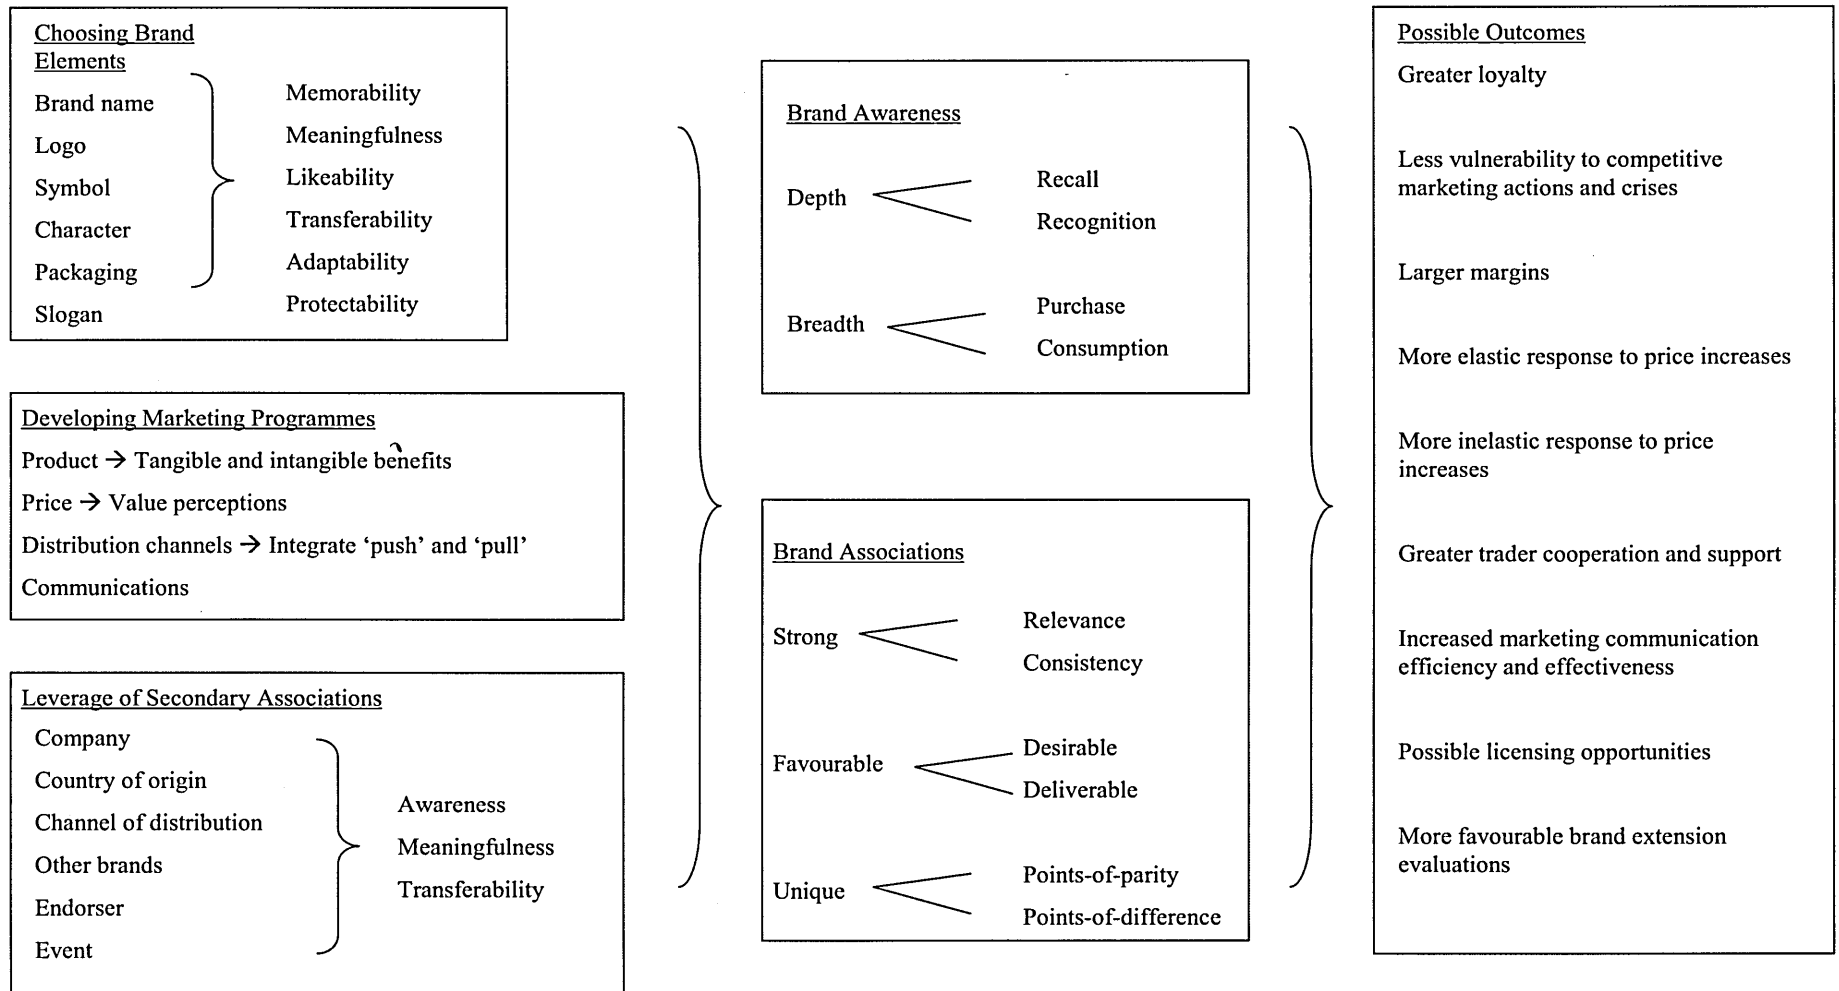 Choosing Brand
Elements
Brand name
Logo
Symbol
Character
Packaging
Slogan
Memorability
Meaningfulness
Likeability
Transferability
Adaptability
Protectability
Developing Marketing Programmes
Product → Tangible and intangible benefits
Price → Value perceptions
Distribution channels → Integrate ‘push’ and ‘pull’
Communications
Leverage of Secondary Associations
Company
Country of origin
Channel of distribution
Other brands
Endorser
Event
Awareness
Meaningfulness
Transferability
Brand Awareness
Depth
Recall
Recognition
Breadth
Purchase
Consumption
Brand Associations
Strong
Relevance
Consistency
Favourable
Desirable
Deliverable
Unique
Points-of-parity
Points-of-difference
Possible Outcomes
Greater loyalty
Less vulnerability to competitive
marketing actions and crises
Larger margins
More elastic response to price increases
More inelastic response to price
increases
Greater trader cooperation and support
Increased marketing communication
efficiency and effectiveness
Possible licensing opportunities
More favourable brand extension
evaluations